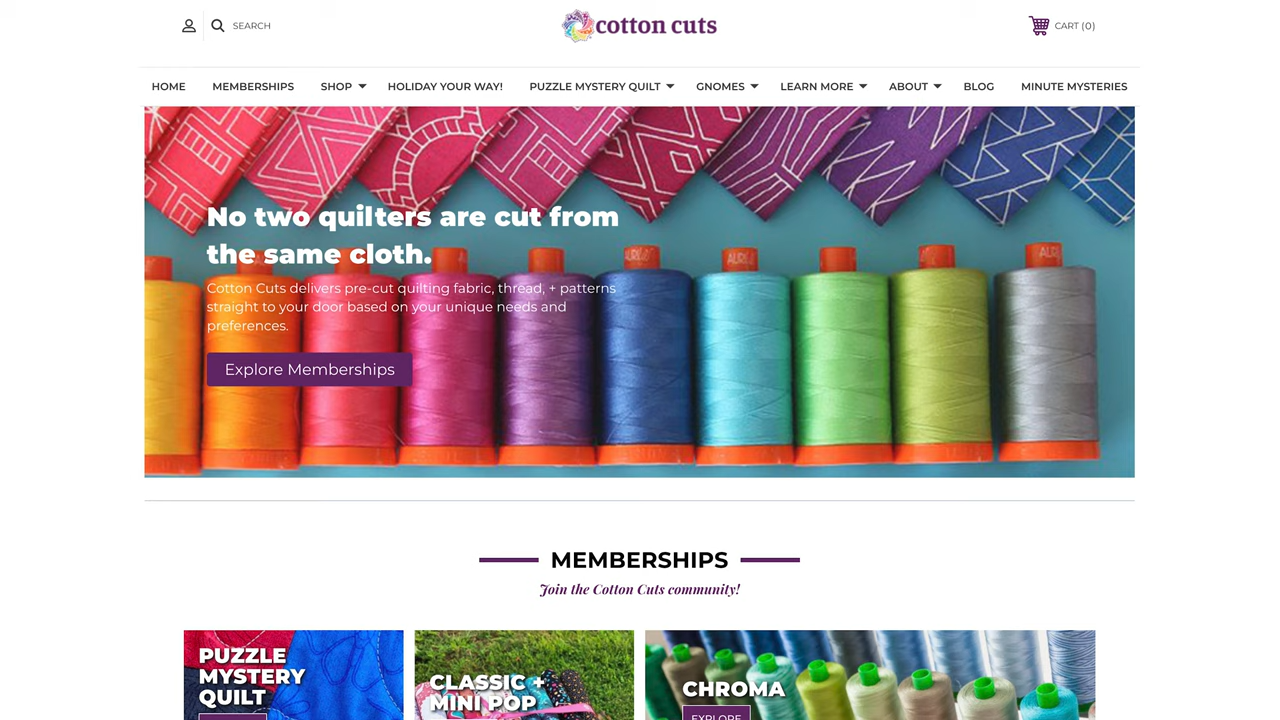 SEARCH
cotton cuts
CART (0)
HOME MEMBERSHIPS SHOP HOLIDAY YOUR WAY! PUZZLE MYSTERY QUILT GNOMES LEARN MORE ABOUT BLOG MINUTE MYSTERIES
No two quilters are cut from
the same cloth.
Cotton Cuts delivers pre-cut quilting fabric, thread, + patterns
straight to your door based on your unique needs and
preferences.
Explore Memberships
MEMBERSHIPS
Join the Cotton Cuts community!
PUZZLE
MYSTERY
QUILT
CLASSIC +
MINI POP
CHROMA
EXPLORE